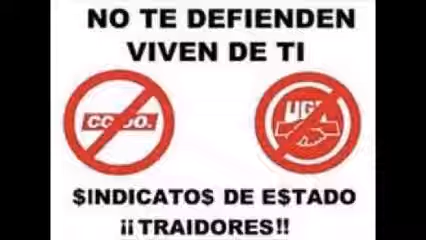 NO TE DEFIENDEN
VIVEN DE TI
CCOO. UGT
$INDICATO$ DE E$TADO
¡¡TRAIDORES!!